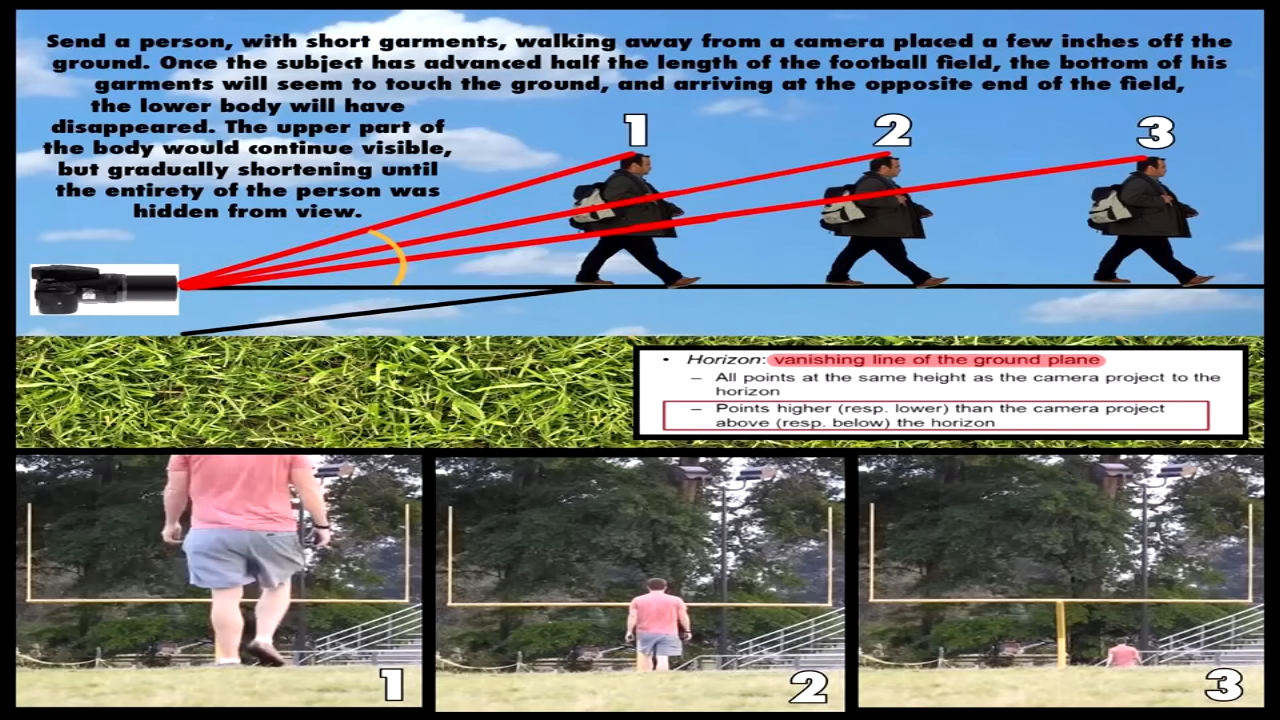 Send a person, with short garments, walking away from a camera placed a few inches off the
ground. Once the subject has advanced half the length of the football field, the bottom of his
garments will seem to touch the ground, and arriving at the opposite end of the field,
the lower body will have
disappeared. The upper part of
the body would continue visible,
but gradually shortening until
the entirety of the person was
hidden from view.
1 2 3
• Horizon: vanishing line of the ground plane
– All points at the same height as the camera project to the
horizon
– Points higher (resp. lower) than the camera project
above (resp. below) the horizon
1 2 3